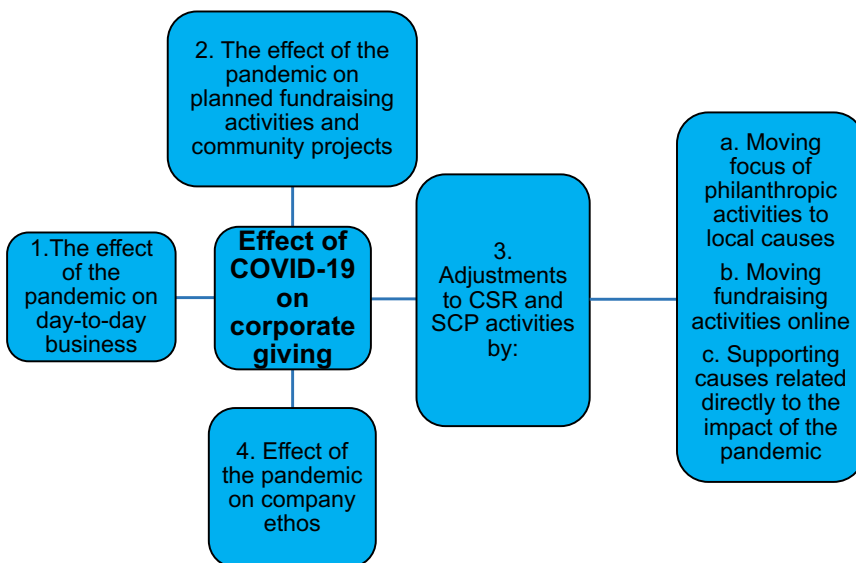 2. The effect of the
pandemic on
planned fundraising
activities and
community projects
1.The effect
of the
pandemic on
day-to-day
business
Effect of
COVID-19
on
corporate
giving
3.
Adjustments
to CSR and
SCP activities
by:
a. Moving
focus of
philanthropic
activities to
local causes
b. Moving
fundraising
activities online
c. Supporting
causes related
directly to the
impact of the
pandemic
4. Effect of
the pandemic
on company
ethos